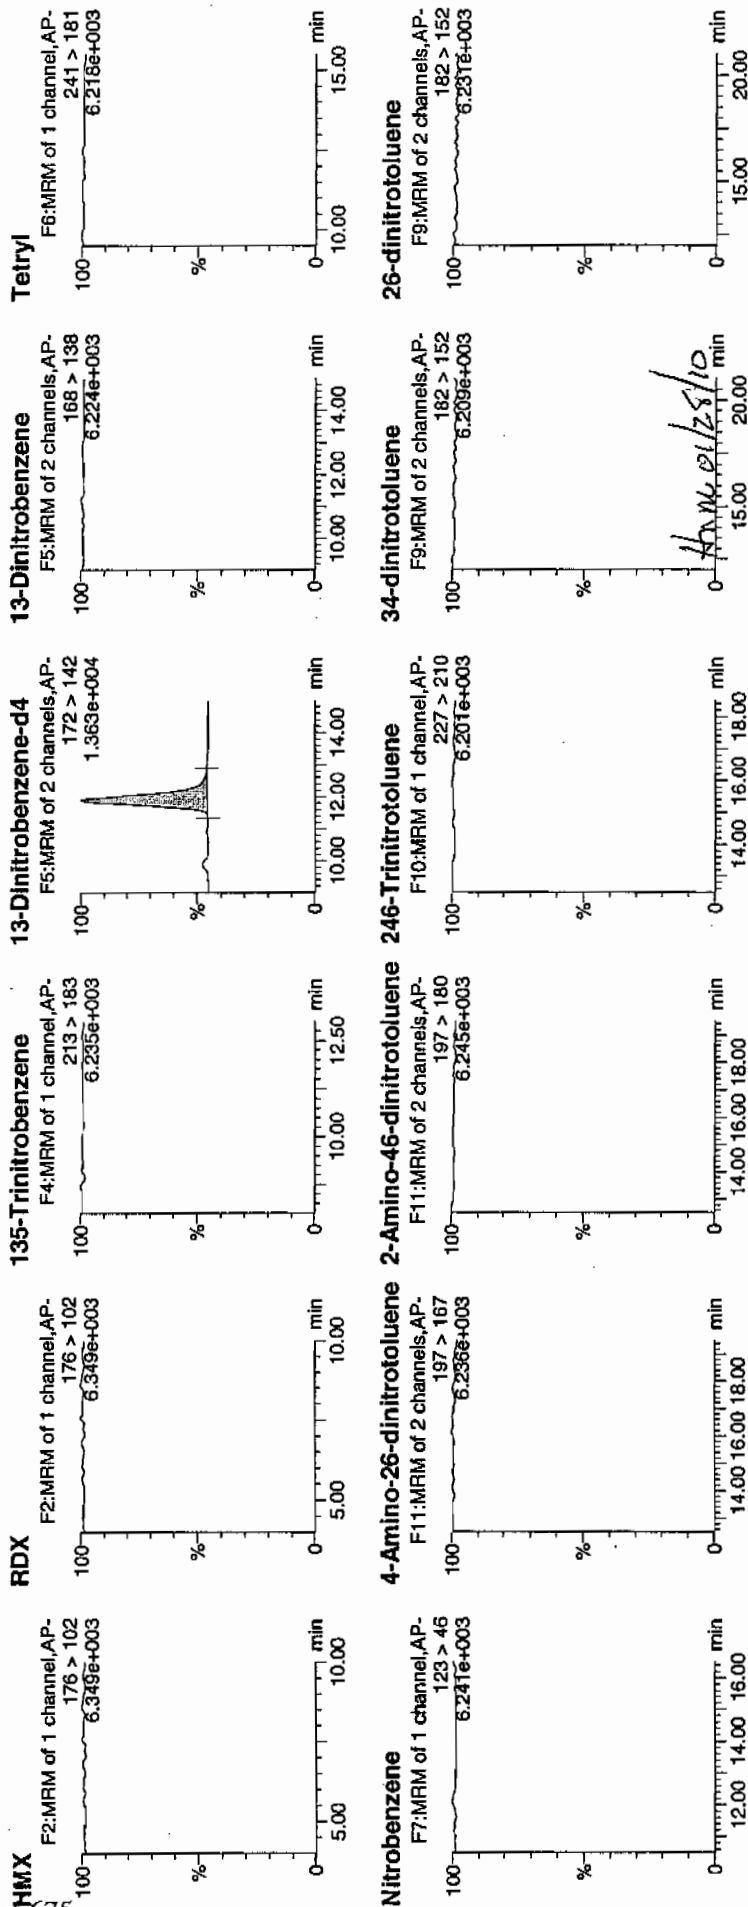 HMX
F2:MRM of 1 channel,AP-
176 > 102
6.349e+003
100
%
0
5.00
10.00
min
RDX
F2:MRM of 1 channel,AP-
176 > 102
6.349e+003
100
%
0
5.00
10.00
min
135-Trinitrobenzene
F4:MRM of 1 channel,AP-
213 > 183
6.235e+003
100
%
0
10.00
12.50
min
13-Dinitrobenzene-d4
F5:MRM of 2 channels,AP-
172 > 142
1.363e+004
100
%
0
10.00
12.00
14.00
min
13-Dinitrobenzene
F5:MRM of 2 channels,AP-
168 > 138
6.224e+003
100
%
0
10.00
12.00
14.00
min
Tetryl
F6:MRM of 1 channel,AP-
241 > 181
6.218e+003
100
%
0
10.00
15.00
min
Nitrobenzene
F7:MRM of 1 channel,AP-
123 > 46
6.241e+003
100
%
0
12.00
14.00
16.00
min
4-Amino-26-dinitrotoluene
F11:MRM of 2 channels,AP-
197 > 167
6.236e+003
100
%
0
14.00
16.00
18.00
min
2-Amino-46-dinitrotoluene
F11:MRM of 2 channels,AP-
197 > 180
6.245e+003
100
%
0
14.00
16.00
18.00
min
246-Trinitrotoluene
F10:MRM of 1 channel,AP-
227 > 210
6.201e+003
100
%
0
14.00
16.00
18.00
min
34-dinitrotoluene
F9:MRM of 2 channels,AP-
182 > 152
6.209e+003
100
%
0
15.00
20.00
min
01/28/10
26-dinitrotoluene
F9:MRM of 2 channels,AP-
182 > 152
6.231e+003
100
%
0
15.00
20.00
min